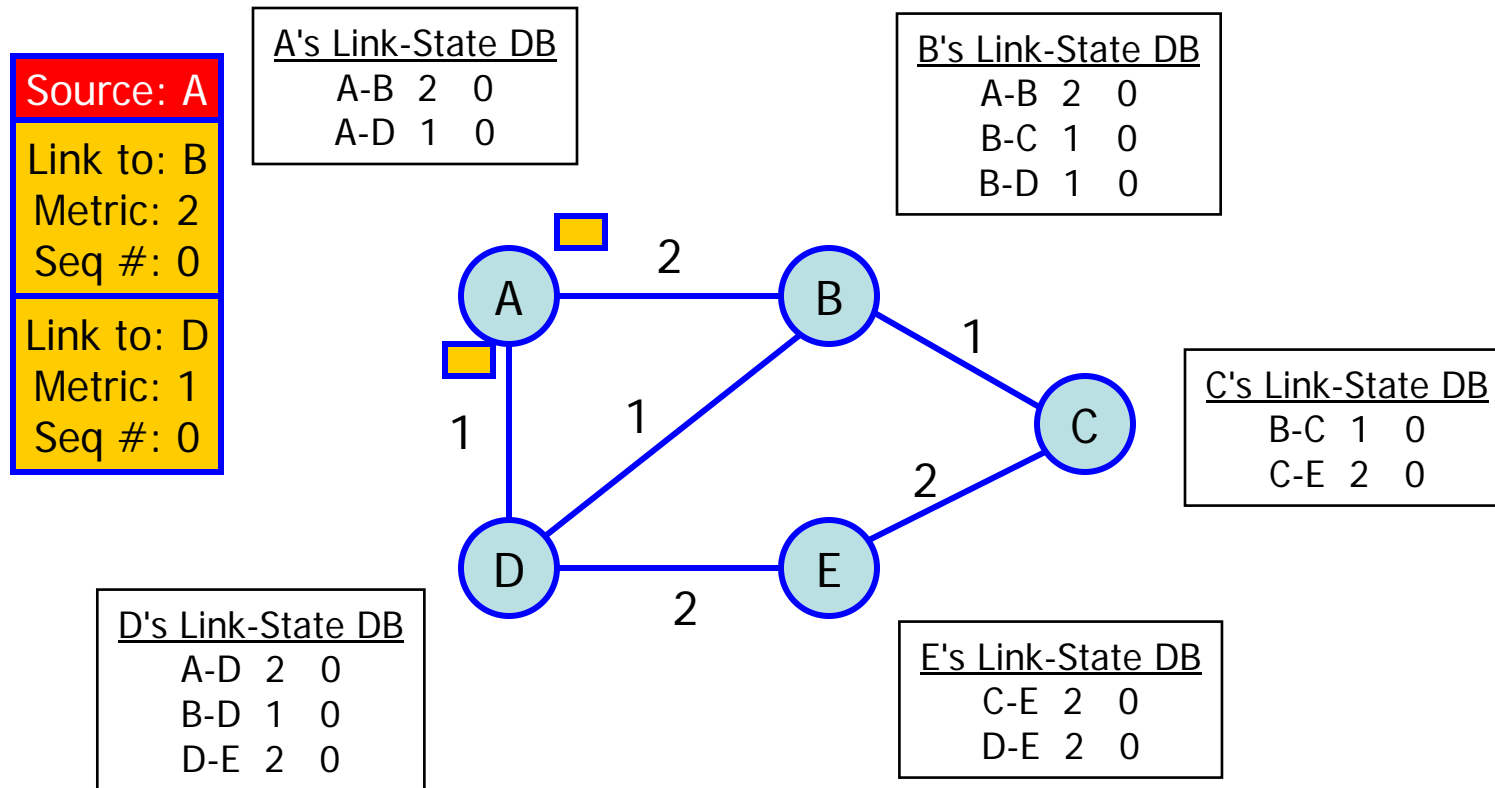 Source: A
Link to: B
Metric: 2
Seq #: 0
Link to: D
Metric: 1
Seq #: 0
A's Link-State DB
A-B 2 0
A-D 1 0
B's Link-State DB
A-B 2 0
B-C 1 0
B-D 1 0
A
2
B
1
1
1
C
2
D
2
E
C's Link-State DB
B-C 1 0
C-E 2 0
D's Link-State DB
A-D 2 0
B-D 1 0
D-E 2 0
E's Link-State DB
C-E 2 0
D-E 2 0